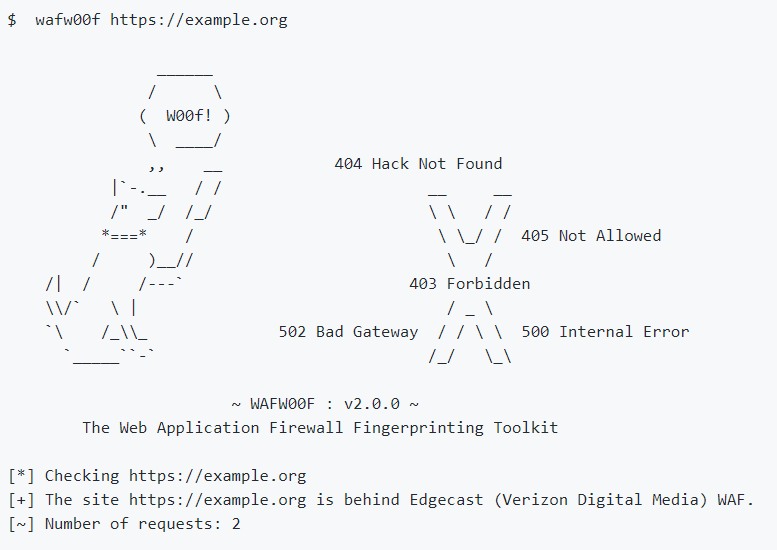 $  wafw00f https://example.org
                ______
               /      \
              (  W00f! )
               \  ____/
               ,,    __            404 Hack Not Found
           |`-.__   / /                      __     __
           /"  _/  /_/                       \ \   / /
          *===*    /                          \ \_/ /  405 Not Allowed
         /     )__//                           \   /
    /|  /     /---`                        403 Forbidden
    \\/`   \ |                                 / _ \
    `\    /_\\_              502 Bad Gateway  / / \ \  500 Internal Error
      `_____``-`                             /_/   \_\
                        ~ WAFW00F : v2.0.0 ~
        The Web Application Firewall Fingerprinting Toolkit
[*] Checking https://example.org
[+] The site https://example.org is behind Edgecast (Verizon Digital Media) WAF.
[~] Number of requests: 2